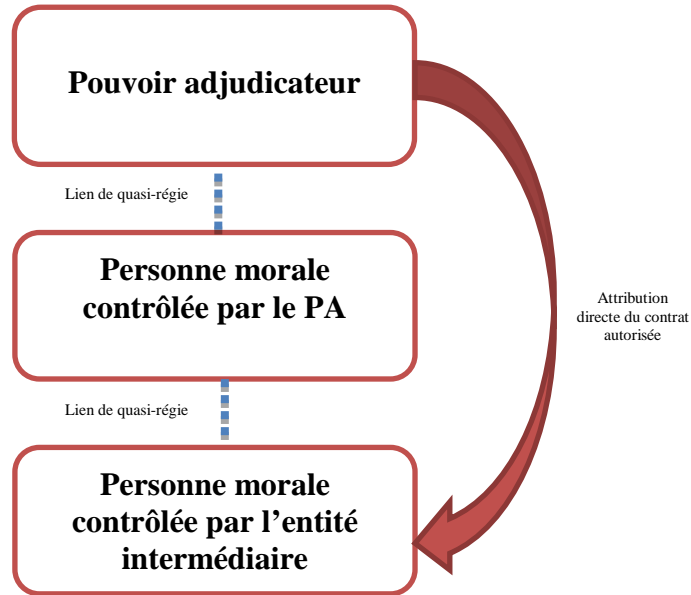 Pouvoir adjudicateur
Lien de quasi-régie
Personne morale
contrôlée par le PA
Attribution
directe du contrat
autorisée
Lien de quasi-régie
Personne morale
contrôlée par l’entité
intermédiaire